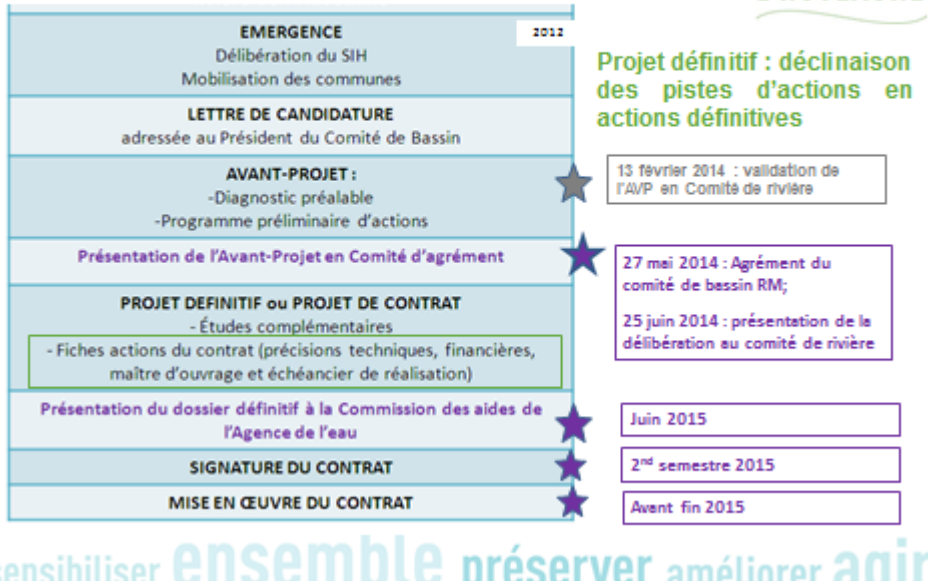 EMERGENCE
2012
Délibération du SIH
Mobilisation des communes
LETTRE DE CANDIDATURE
adressée au Président du Comité de Bassin
AVANT-PROJET :
-Diagnostic préalable
-Programme préliminaire d'actions
Présentation de l'Avant-Projet en Comité d'agrément
PROJET DEFINITIF ou PROJET DE CONTRAT
- Études complémentaires
- Fiches actions du contrat (précisions techniques, financières,
maître d'ouvrage et échéancier de réalisation)
Présentation du dossier définitif à la Commission des aides de
l'Agence de l'eau
SIGNATURE DU CONTRAT
MISE EN ŒUVRE DU CONTRAT
Projet définitif : déclinaison
des pistes d'actions en
actions définitives
13 février 2014 : validation de
l'AVP en Comité de rivière
27 mai 2014 : Agrément du
comité de bassin RM;
25 juin 2014 : présentation de la
délibération au comité de rivière
Juin 2015
2nd semestre 2015
Avant fin 2015
ensemble préserver améliorer agir